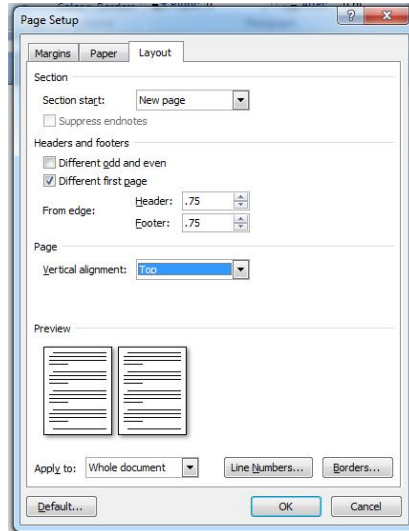 Page Setup
Margins Paper Layout
Section
Section start: New page
Suppress endnotes
Headers and footers
Different odd and even
Different first page
From edge:
Header: .75
Footer: .75
Page
Vertical alignment: Top
Preview
Apply to: Whole document Line Numbers... Borders...
Default... OK Cancel